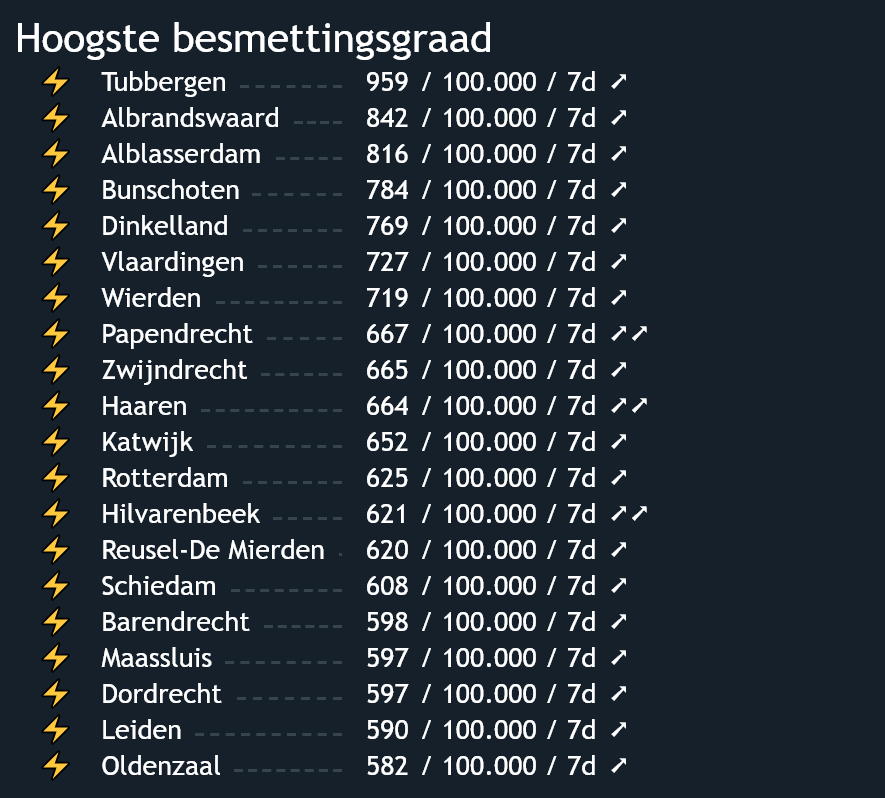 Hoogste besmettingsgraad
⚡ Tubbergen -------- 959 / 100.000 / 7d ➚
⚡ Albrandswaard ---- 842 / 100.000 / 7d ➚
⚡ Alblasserdam ----- 816 / 100.000 / 7d ➚
⚡ Bunschoten ------ 784 / 100.000 / 7d ➚
⚡ Dinkelland ------- 769 / 100.000 / 7d ➚
⚡ Vlaardingen ------ 727 / 100.000 / 7d ➚
⚡ Wierden --------- 719 / 100.000 / 7d ➚
⚡ Papendrecht ----- 667 / 100.000 / 7d ➚➚
⚡ Zwijndrecht ------ 665 / 100.000 / 7d ➚
⚡ Haaren ---------- 664 / 100.000 / 7d ➚➚
⚡ Katwijk ---------- 652 / 100.000 / 7d ➚
⚡ Rotterdam ------- 625 / 100.000 / 7d ➚
⚡ Hilvarenbeek ----- 621 / 100.000 / 7d ➚➚
⚡ Reusel-De Mierden - 620 / 100.000 / 7d ➚
⚡ Schiedam -------- 608 / 100.000 / 7d ➚
⚡ Barendrecht ------ 598 / 100.000 / 7d ➚
⚡ Maassluis -------- 597 / 100.000 / 7d ➚
⚡ Dordrecht -------- 597 / 100.000 / 7d ➚
⚡ Leiden ---------- 590 / 100.000 / 7d ➚
⚡ Oldenzaal -------- 582 / 100.000 / 7d ➚